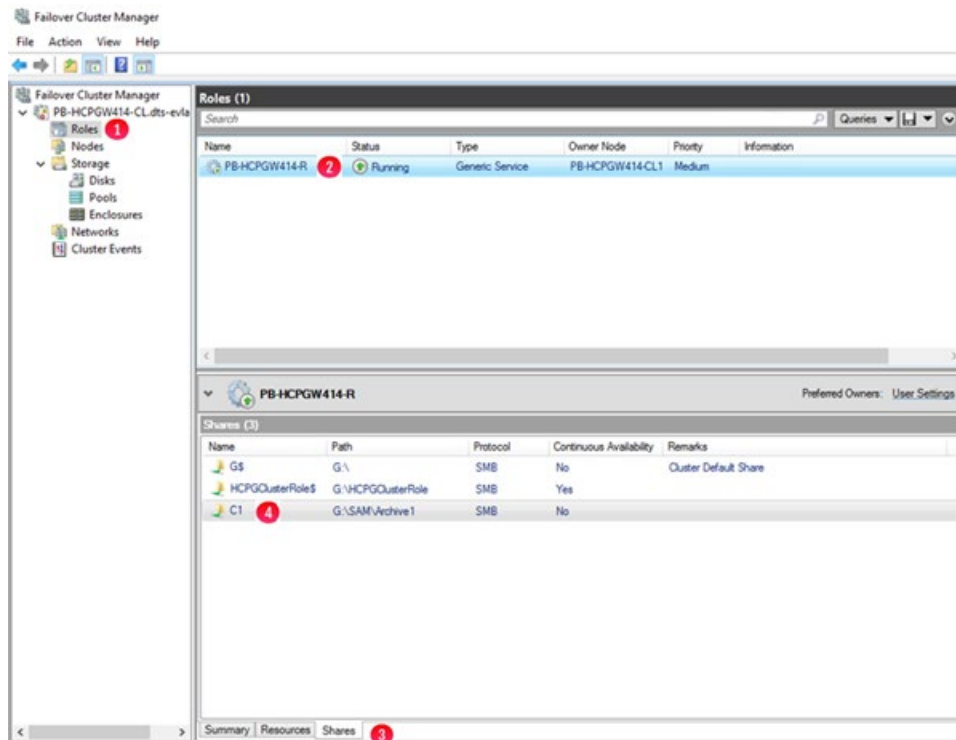 Failover Cluster Manager
File Action View Help
Failover Cluster Manager
PB-HCPGW414-CL.dts-evla
Roles 1
Nodes
Storage
Disks
Pools
Enclosures
Networks
Cluster Events
Roles (1)
Search Queries
Name Status Type Owner Node Priority Information
PB-HCPGW414-R 2 Running Generic Service PB-HCPGW414-CL1 Medium
PB-HCPGW414-R Preferred Owners: User Settings
Shares (3)
Name Path Protocol Continuous Availability Remarks
G$ G:\ SMB No Cluster Default Share
HCPGClusterRole$ G:\HCPGClusterRole SMB Yes
C1 4 G:\SAM\Archive1 SMB No
Summary Resources Shares 3